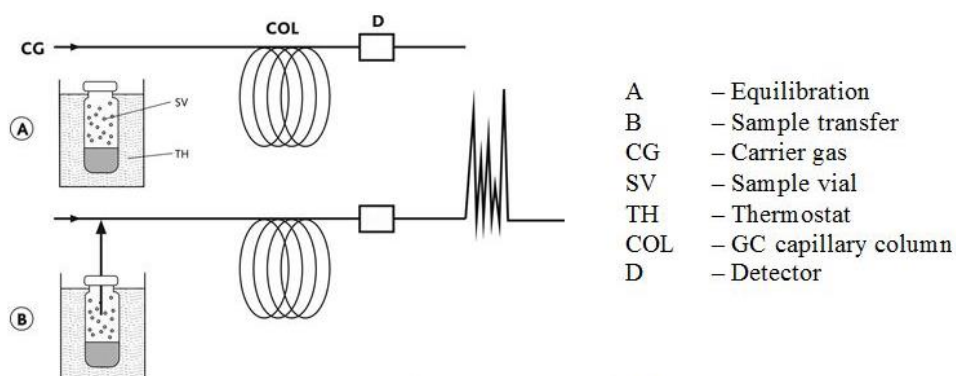 COL
D
CG
SV
A
TH
B
A – Equilibration
B – Sample transfer
CG – Carrier gas
SV – Sample vial
TH – Thermostat
COL – GC capillary column
D – Detector